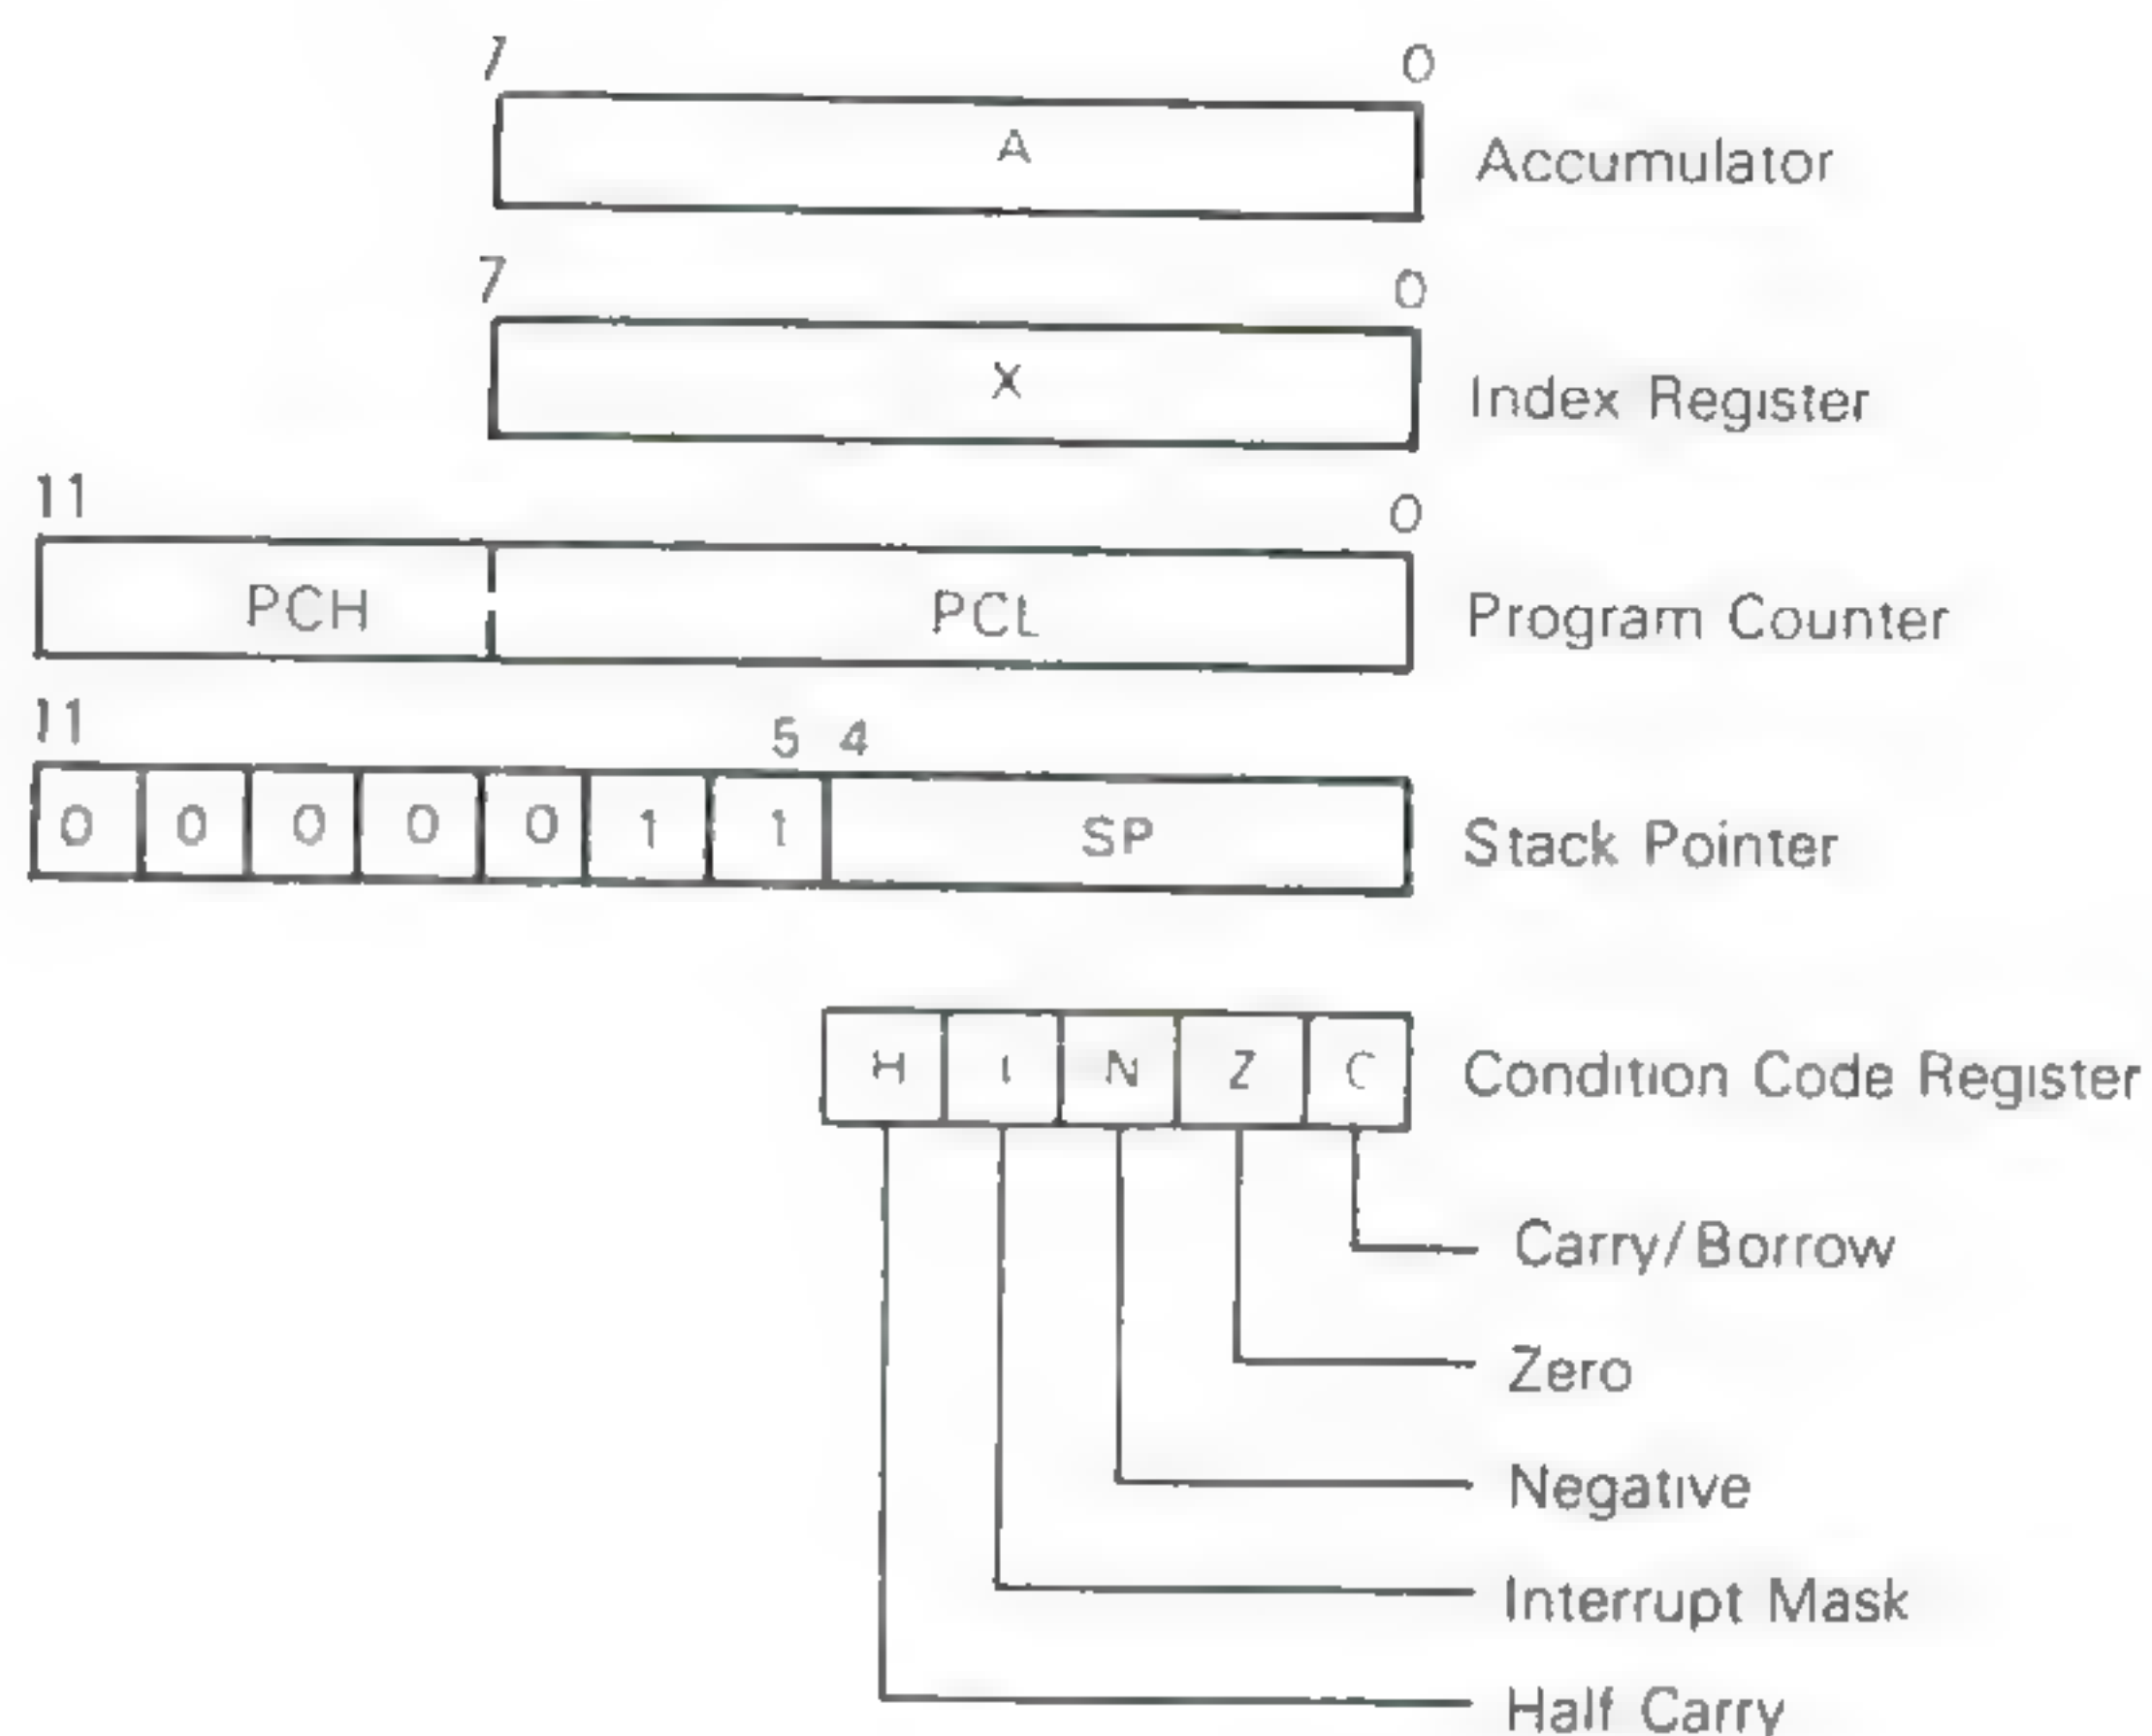 7 0
A Accumulator
7 0
X Index Register
11 0
PCH PCL Program Counter
11 5 4
0 0 0 0 0 1 1 SP Stack Pointer
H I N Z C Condition Code Register
Carry/Borrow
Zero
Negative
Interrupt Mask
Half Carry